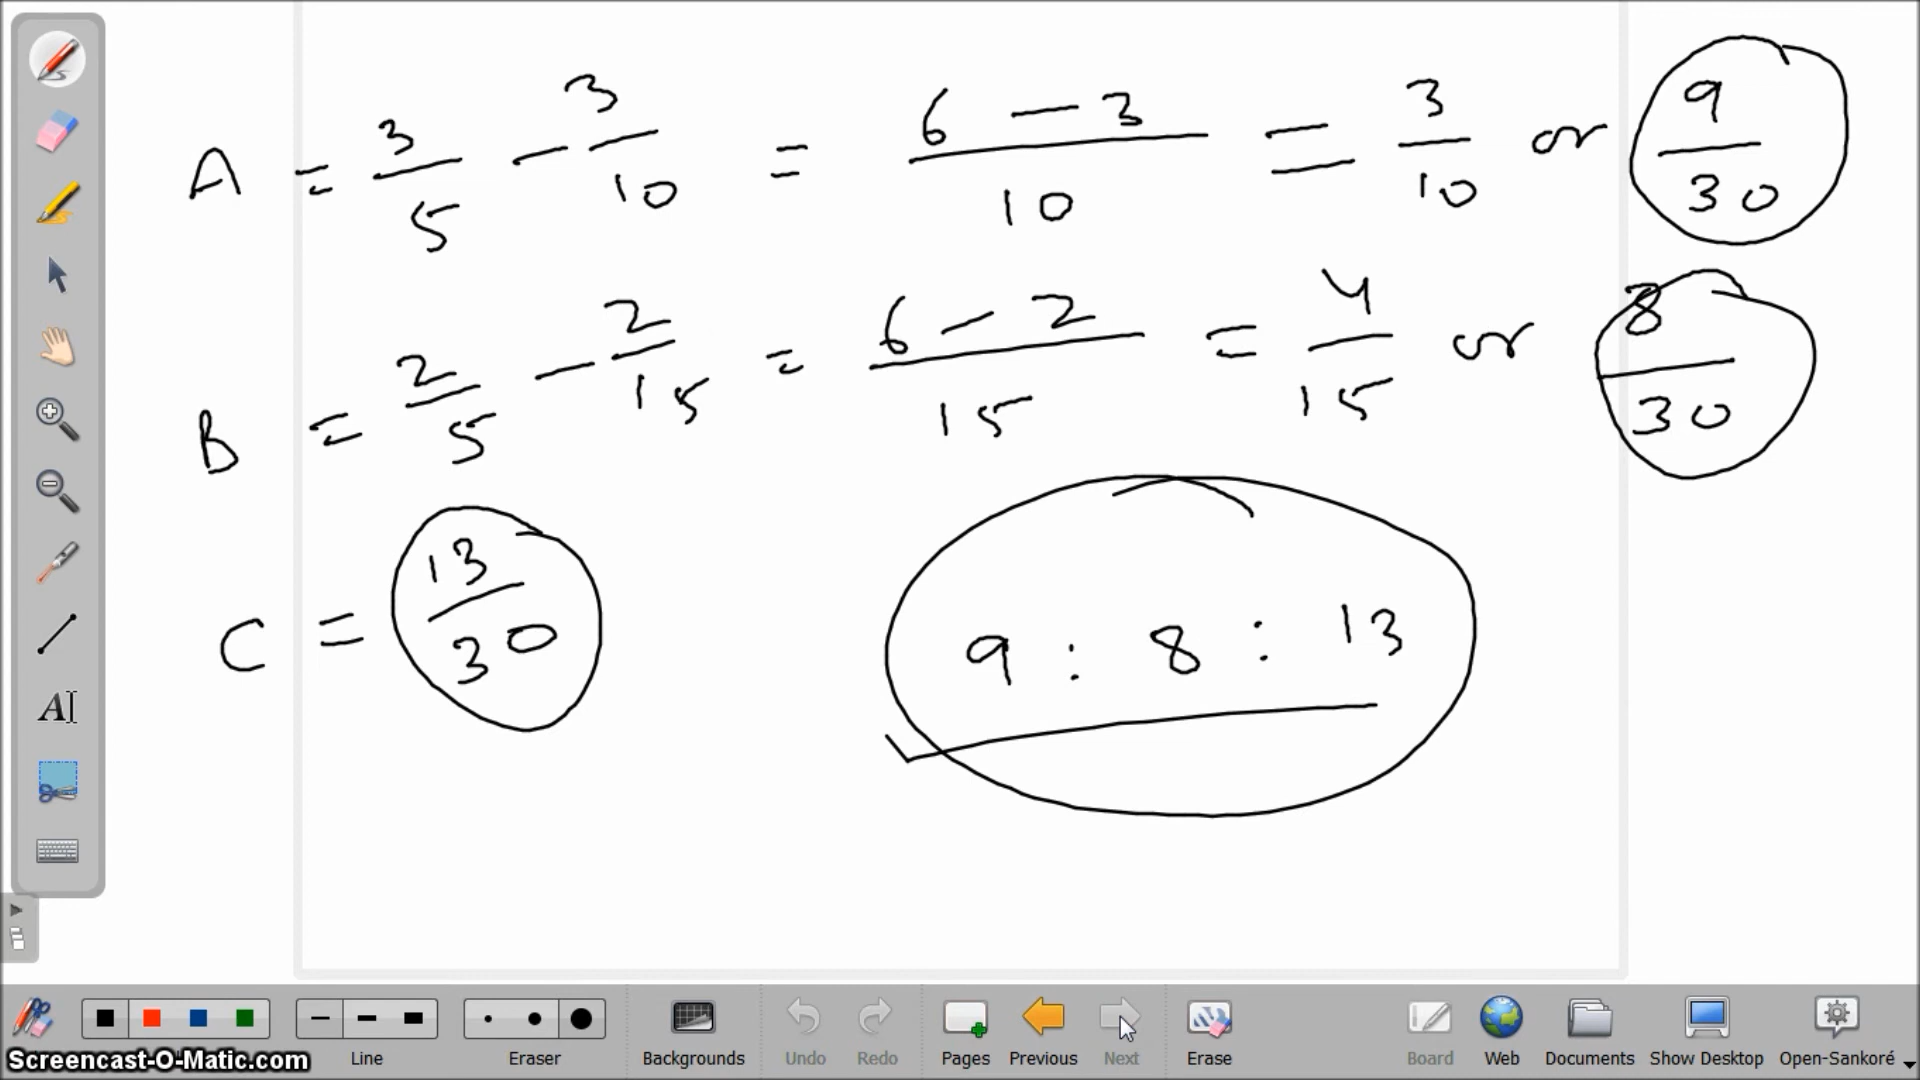 A = 3/5 - 3/10 = 6 - 3/10 = 3/10 or 9/30
B = 2/5 - 2/15 = 6 - 2/15 = 4/15 or 8/30
C = 13/30
9 : 8 : 13
A
Line
Eraser
Backgrounds
Undo
Redo
Pages
Previous
Next
Erase
Board
Web
Documents
Show Desktop
Open-Sankoré
Screencast-O-Matic.com